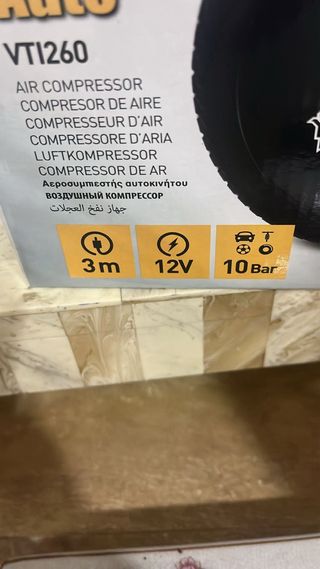 Auto
VTI260
AIR COMPRESSOR
COMPRESOR DE AIRE
COMPRESSEUR D'AIR
COMPRESSORE D'ARIA
LUFTKOMPRESSOR
COMPRESSOR DE AR
Αεροσυμπιεστής αυτοκινήτου
ВОЗДУШНЫЙ КОМПРЕССОР
جهاز نفخ العجلات
3 m
12V
10 Bar